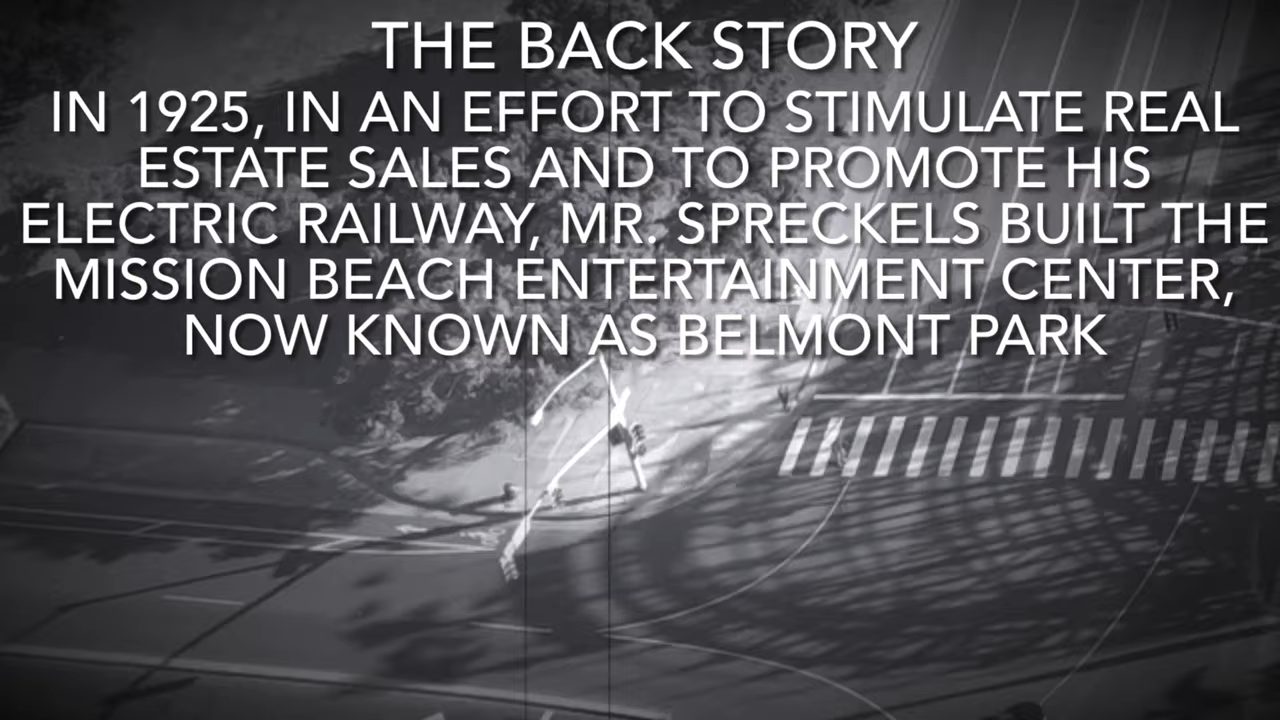 THE BACK STORY
IN 1925, IN AN EFFORT TO STIMULATE REAL
ESTATE SALES AND TO PROMOTE HIS
ELECTRIC RAILWAY, MR. SPRECKELS BUILT THE
MISSION BEACH ENTERTAINMENT CENTER,
NOW KNOWN AS BELMONT PARK